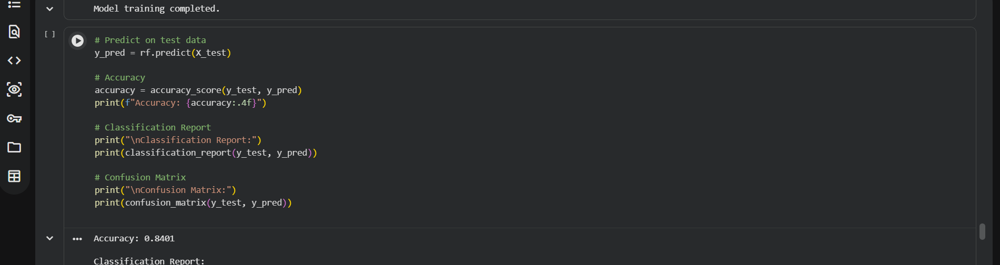 Model training completed.
[ ]
# Predict on test data
y_pred = rf.predict(X_test)
# Accuracy
accuracy = accuracy_score(y_test, y_pred)
print(f"Accuracy: {accuracy:.4f}")
# Classification Report
print("\nClassification Report:")
print(classification_report(y_test, y_pred))
# Confusion Matrix
print("\nConfusion Matrix:")
print(confusion_matrix(y_test, y_pred))
Accuracy: 0.8401
Classification Report: